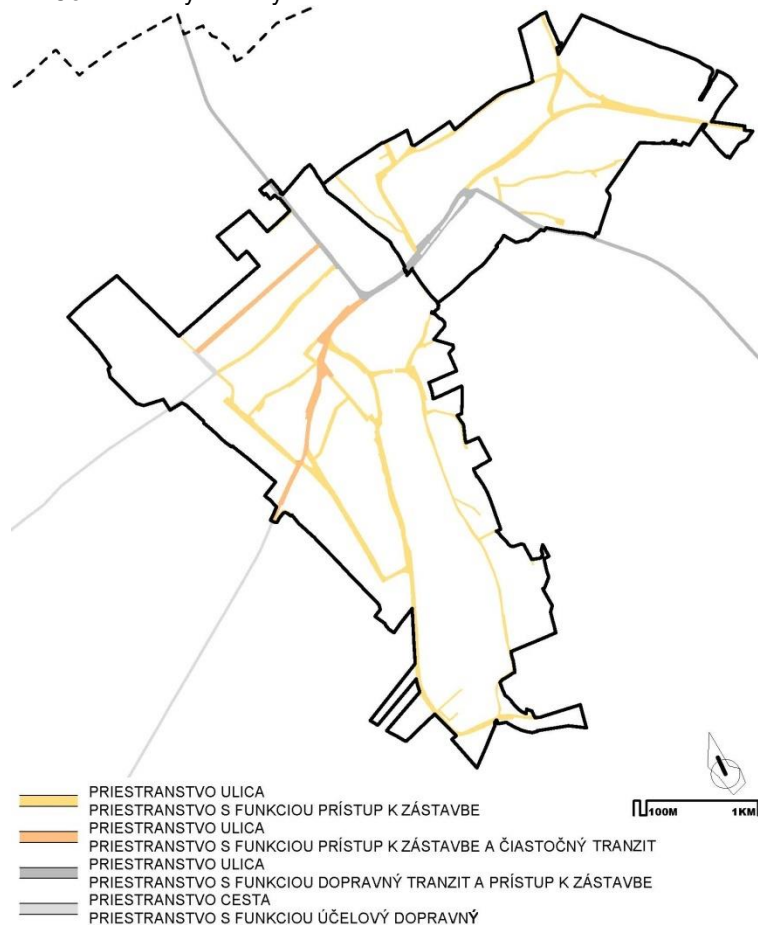 PRIESTRANSTVO ULICA
PRIESTRANSTVO S FUNKCIOU PRÍSTUP K ZÁSTAVBE
PRIESTRANSTVO ULICA
PRIESTRANSTVO S FUNKCIOU PRÍSTUP K ZÁSTAVBE A ČIASTOČNÝ TRANZIT
PRIESTRANSTVO ULICA
PRIESTRANSTVO S FUNKCIOU DOPRAVNÝ TRANZIT A PRÍSTUP K ZÁSTAVBE
PRIESTRANSTVO CESTA
PRIESTRANSTVO S FUNKCIOU ÚČELOVÝ DOPRAVNÝ
100M 1KM